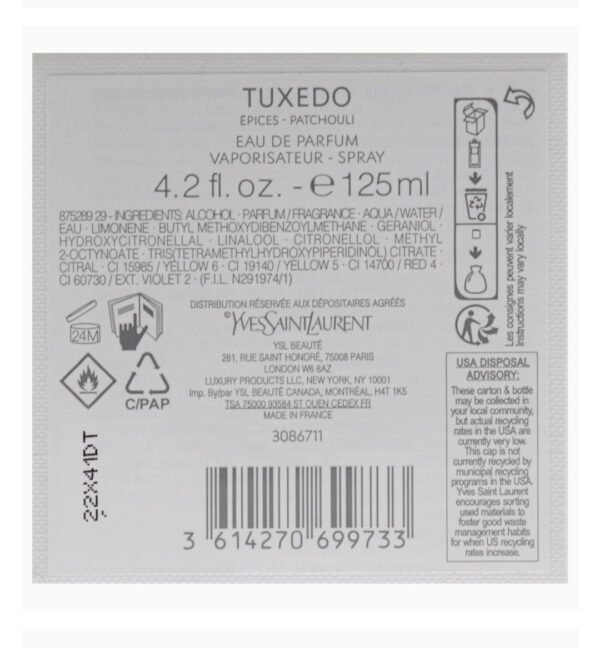 TUXEDO
ÉPICES - PATCHOULI
EAU DE PARFUM
VAPORISATEUR - SPRAY
4.2 fl. oz. - ℮ 125 ml
875289 29 - INGREDIENTS: ALCOHOL · PARFUM / FRAGRANCE · AQUA / WATER /
EAU · LIMONENE · BUTYL METHOXYDIBENZOYLMETHANE · GERANIOL ·
HYDROXYCITRONELLAL · LINALOOL · CITRONELLOL · METHYL
2-OCTYNOATE · TRIS(TETRAMETHYLHYDROXYPIPERIDINOL) CITRATE ·
CITRAL · CI 15985 / YELLOW 6 · CI 19140 / YELLOW 5 · CI 14700 / RED 4 ·
CI 60730 / EXT. VIOLET 2 · (F.I.L. N291974/1)
24M
C/PAP
DISTRIBUTION RÉSERVÉE AUX DÉPOSITAIRES AGRÉÉS
©YVESSAINTLAURENT
YSL BEAUTÉ
281, RUE SAINT HONORÉ, 75008 PARIS
LONDON W6 8AZ
LUXURY PRODUCTS LLC, NEW YORK, NY 10001
Imp. By/par YSL BEAUTÉ CANADA, MONTRÉAL, H4T 1K5
TSA 75000 93584 ST OUEN CEDEX FR
MADE IN FRANCE
3086711
22X41DT
3 614270 699733
Les consignes peuvent varier localement
Instructions may vary locally
USA DISPOSAL
ADVISORY:
These carton & bottle
may be collected in
your local community,
but actual recycling
rates in the USA are
currently very low.
This cap is not
currently recycled by
municipal recycling
programs in the USA.
Yves Saint Laurent
encourages sorting
used materials to
foster good waste
management habits
for when US recycling
rates increase.